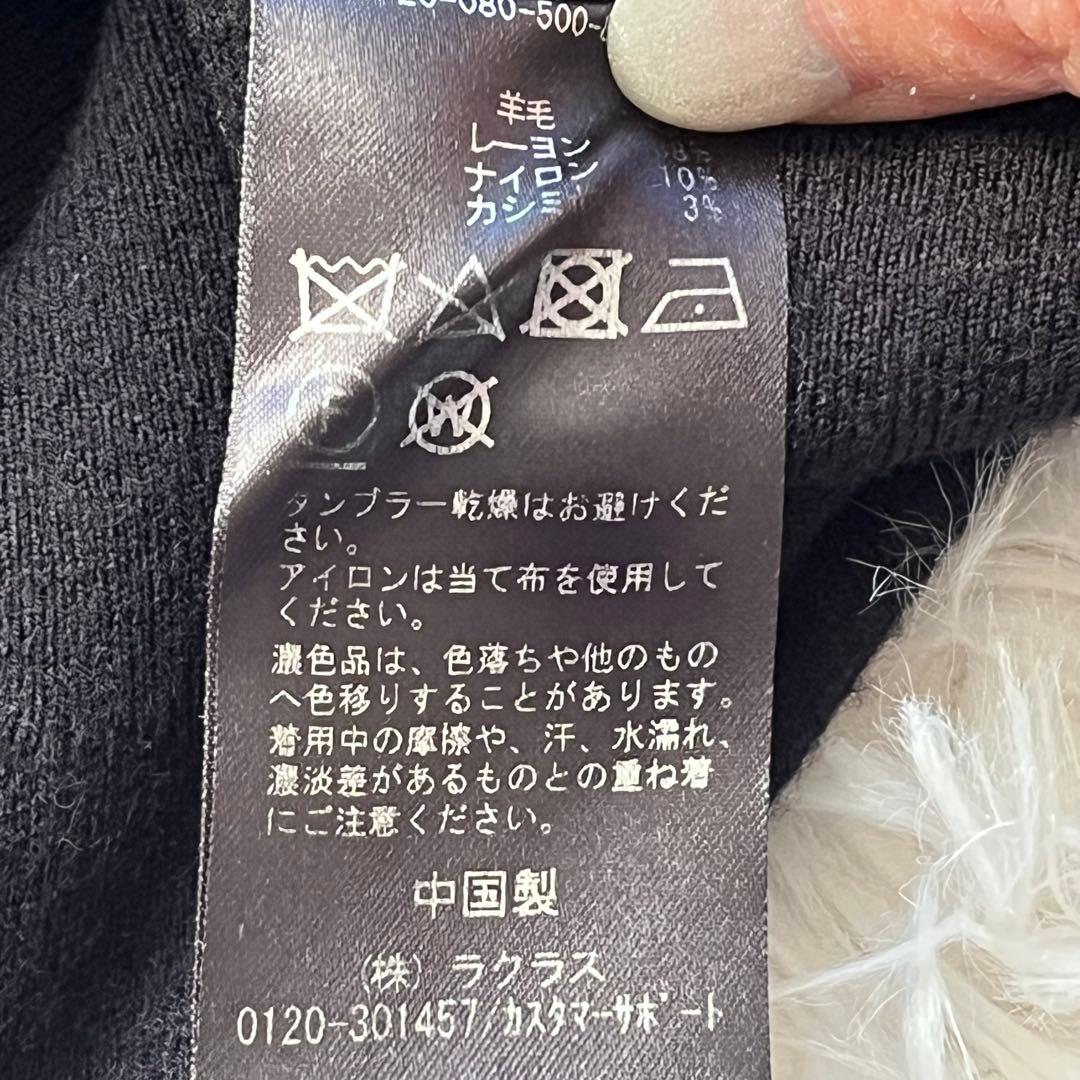 20-080-500-
羊毛
レーヨン
ナイロン 10%
カシミ 3%
タンブラー乾燥はお避けくだ
さい。
アイロンは当て布を使用して
ください。
濃色品は、色落ちや他のもの
へ色移りすることがあります。
着用中の摩擦や、汗、水濡れ、
濃淡差があるものとの重ね着
にご注意ください。
中国製
(株) ラクラス
0120-301457/カスタマーサポート